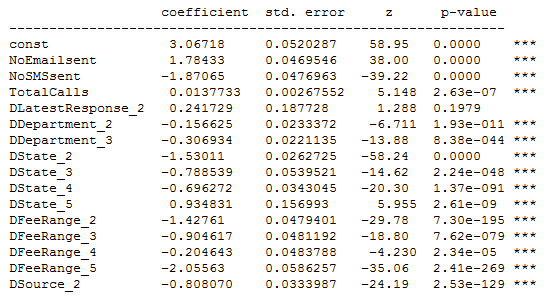 coefficient std. error z p-value
const 3.06718 0.0520287 58.95 0.0000 ***
NoEmailsent 1.78433 0.0469546 38.00 0.0000 ***
NoSMSsent -1.87065 0.0476963 -39.22 0.0000 ***
TotalCalls 0.0137733 0.00267552 5.148 2.63e-07 ***
DLatestResponse_2 0.241729 0.187728 1.288 0.1979
DDepartment_2 -0.156625 0.0233372 -6.711 1.93e-011 ***
DDepartment_3 -0.306934 0.0221135 -13.88 8.38e-044 ***
DState_2 -1.53011 0.0262725 -58.24 0.0000 ***
DState_3 -0.788539 0.0539521 -14.62 2.24e-048 ***
DState_4 -0.696272 0.0343045 -20.30 1.37e-091 ***
DState_5 0.934831 0.156993 5.955 2.61e-09 ***
DFeeRange_2 -1.42761 0.0479401 -29.78 7.30e-195 ***
DFeeRange_3 -0.904617 0.0481192 -18.80 7.62e-079 ***
DFeeRange_4 -0.204643 0.0483788 -4.230 2.34e-05 ***
DFeeRange_5 -2.05563 0.0586257 -35.06 2.41e-269 ***
DSource_2 -0.808070 0.0333987 -24.19 2.53e-129 ***